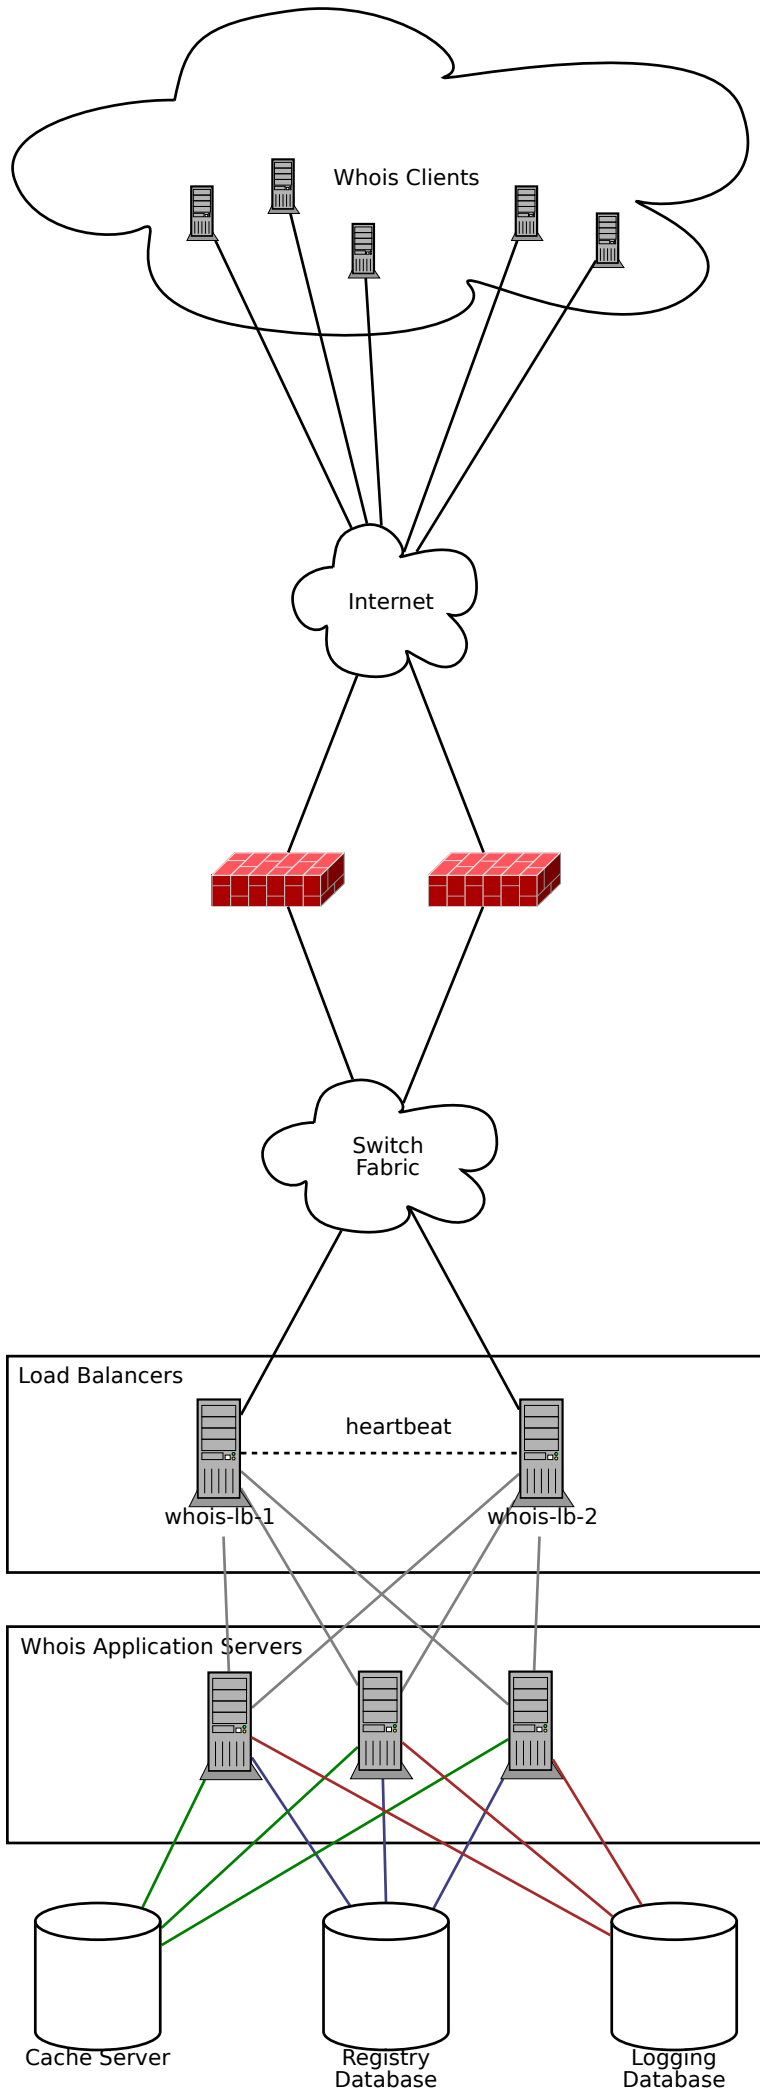 Whois Clients
Internet
Switch
Fabric
Load Balancers
heartbeat
whois-lb-1
whois-lb-2
Whois Application Servers
Cache Server
Registry
Database
Logging
Database